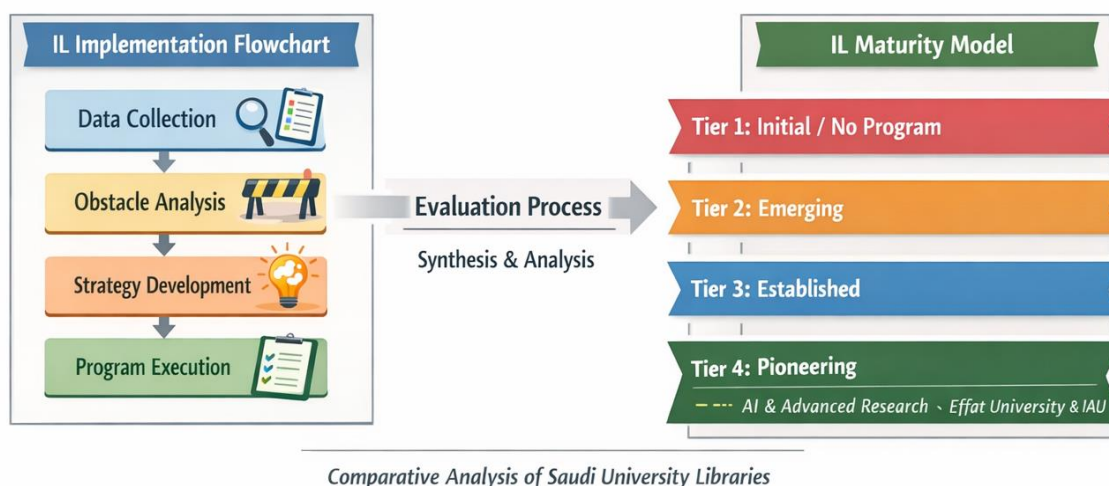 IL Implementation Flowchart
Data Collection
Obstacle Analysis
Strategy Development
Program Execution
Evaluation Process
Synthesis & Analysis
IL Maturity Model
Tier 1: Initial / No Program
Tier 2: Emerging
Tier 3: Established
Tier 4: Pioneering
AI & Advanced Research - Effat University & IAU
Comparative Analysis of Saudi University Libraries